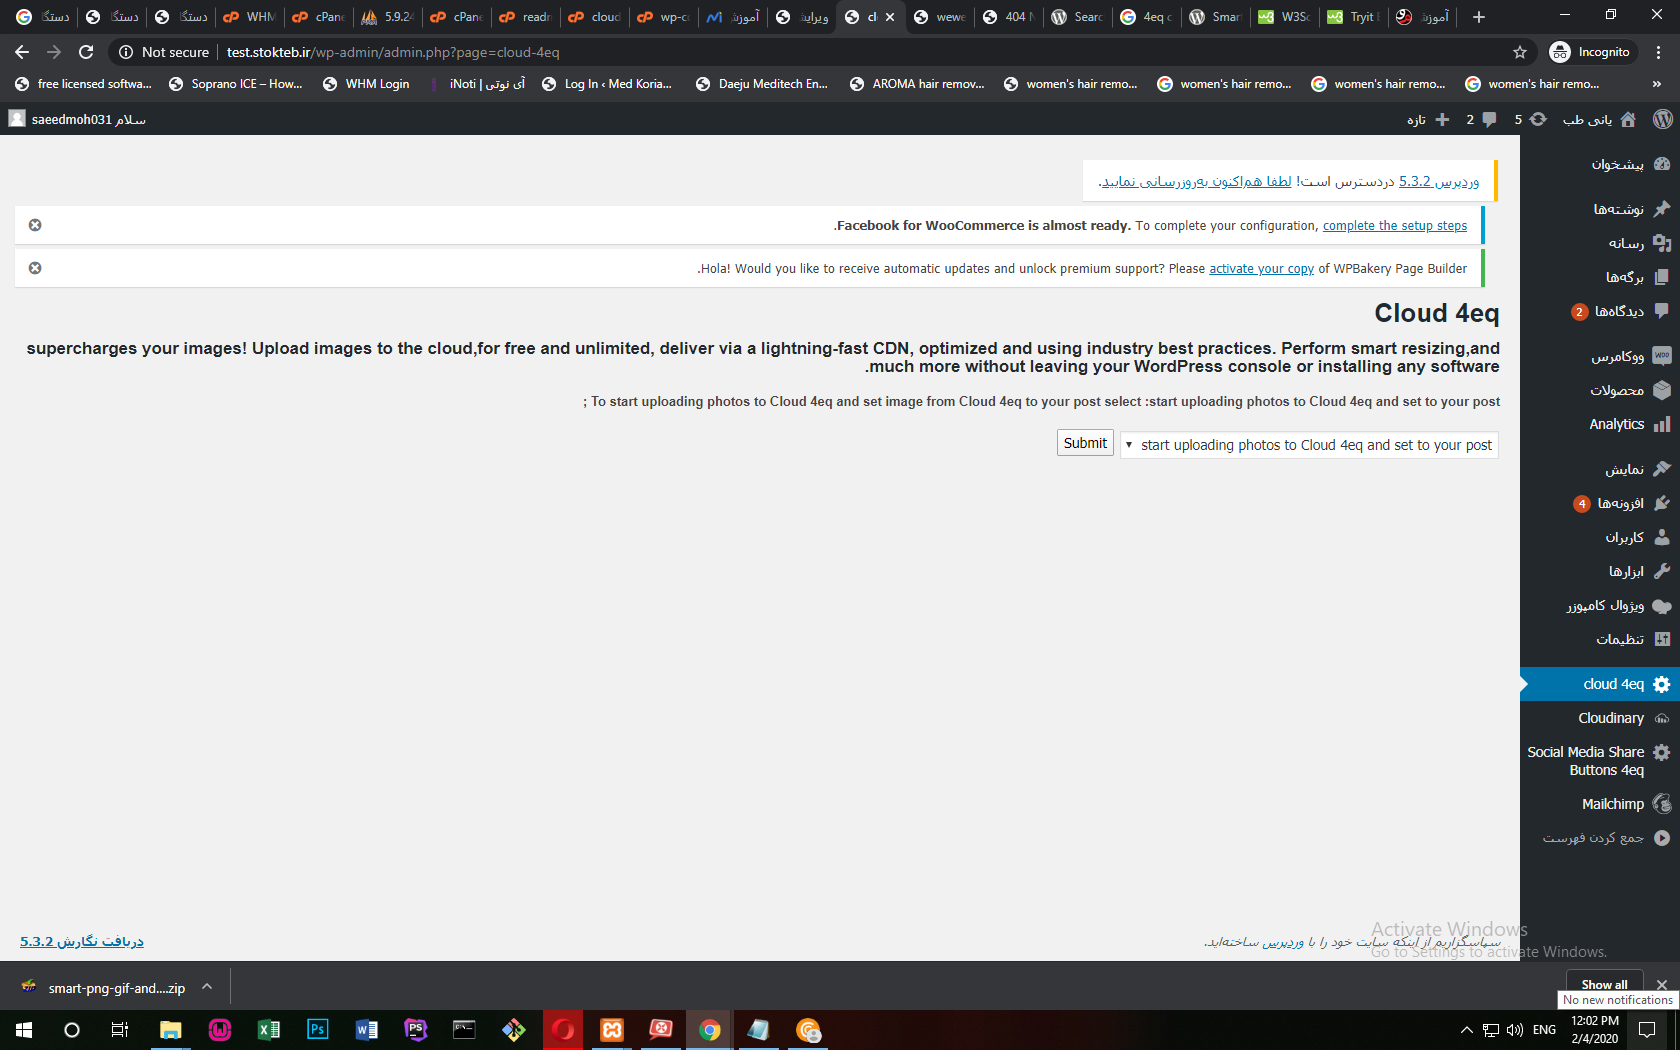 دستگا
دستگا
دستگا
WHM
cPane
5.9.24
cPane
readn
cloud
wp-co
آموزش
ویرایش
clo
wewe
404 N
Searc
4eq c
Smar
W3Sc
Tryit E
آموزش
Not secure
test.stokteb.ir/wp-admin/admin.php?page=cloud-4eq
Incognito
free licensed softwa...
Soprano ICE – How...
WHM Login
iNoti | آی نوتی
Log In ‹ Med Koria...
Daeju Meditech En...
AROMA hair remov...
women's hair remo...
women's hair remo...
women's hair remo...
women's hair remo...
»
سلام saeedmoh031
یانی طب
5
2
تازه
پیشخوان
نوشته‌ها
رسانه
برگه‌ها
دیدگاه‌ها 2
ووکامرس
محصولات
Analytics
نمایش
افزونه‌ها 4
کاربران
ابزارها
ویژوال کامپوزر
تنظیمات
cloud 4eq
Cloudinary
Social Media Share
Buttons 4eq
Mailchimp
جمع کردن فهرست
وردپرس 5.3.2 دردسترس است! لطفا هم‌اکنون به‌روزرسانی نمایید.
.Facebook for WooCommerce is almost ready. To complete your configuration, complete the setup steps
.Hola! Would you like to receive automatic updates and unlock premium support? Please activate your copy of WPBakery Page Builder
Cloud 4eq
supercharges your images! Upload images to the cloud,for free and unlimited, deliver via a lightning-fast CDN, optimized and using industry best practices. Perform smart resizing,and
.much more without leaving your WordPress console or installing any software
; To start uploading photos to Cloud 4eq and set image from Cloud 4eq to your post select :start uploading photos to Cloud 4eq and set to your post
start uploading photos to Cloud 4eq and set to your post
Submit
سپاسگزاریم از اینکه سایت خود را با وردپرس ساخته‌اید.
دریافت نگارش 5.3.2
Activate Windows
Go to Settings to activate Windows.
smart-png-gif-and....zip
Show all
No new notifications
ENG
12:02 PM
2/4/2020